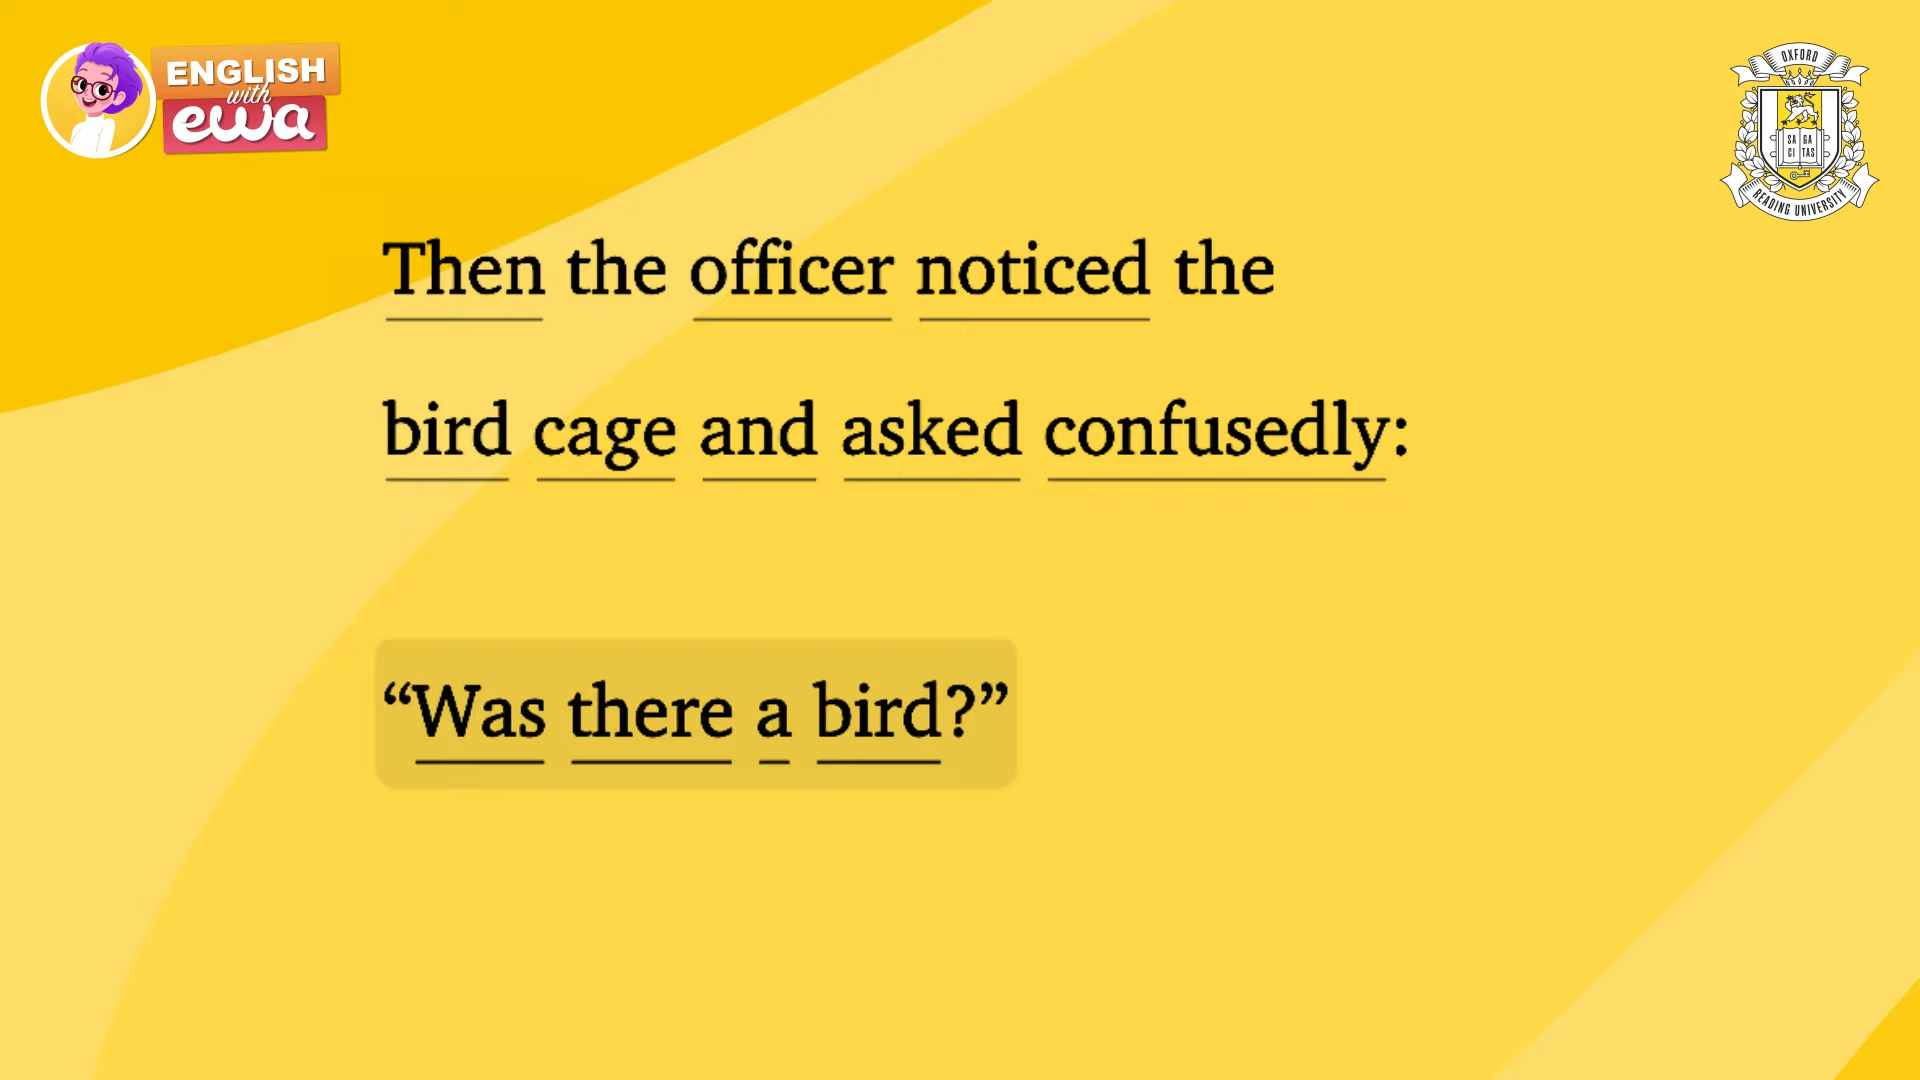 ENGLISH
with
ewa
OXFORD
SA GA
CI TAS
READING UNIVERSITY
Then the officer noticed the
bird cage and asked confusedly:
“Was there a bird?”